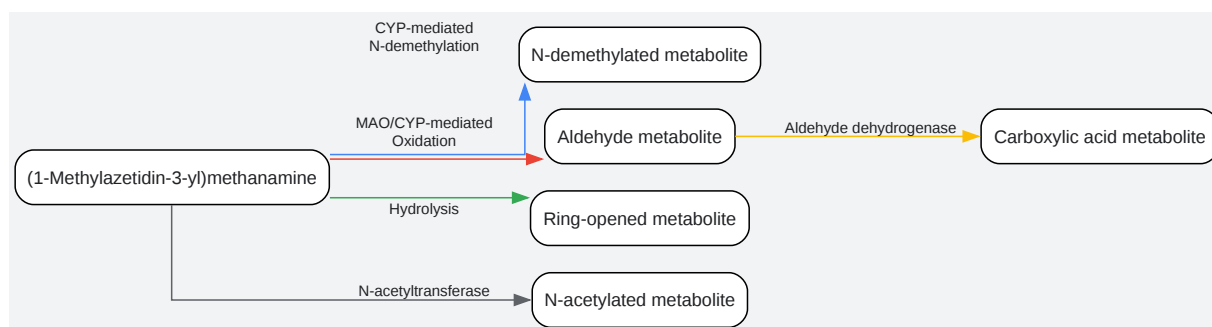 CYP-mediated
N-demethylation
N-demethylated metabolite
MAO/CYP-mediated
Oxidation
Aldehyde metabolite
Aldehyde dehydrogenase
Carboxylic acid metabolite
(1-Methylazetidin-3-yl)methanamine
Hydrolysis
Ring-opened metabolite
N-acetyltransferase
N-acetylated metabolite